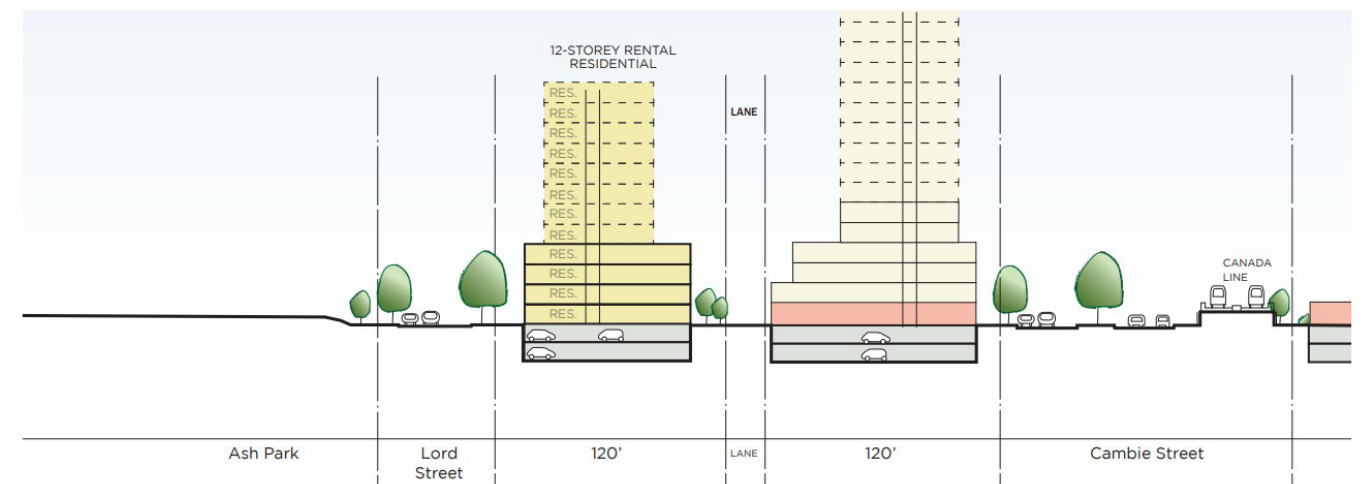 12-STOREY RENTAL
RESIDENTIAL
RES.
RES.
RES.
RES.
RES.
RES.
RES.
RES.
RES.
RES.
RES.
RES.
LANE
CANADA
LINE
Ash Park
Lord
Street
120’
LANE
120’
Cambie Street